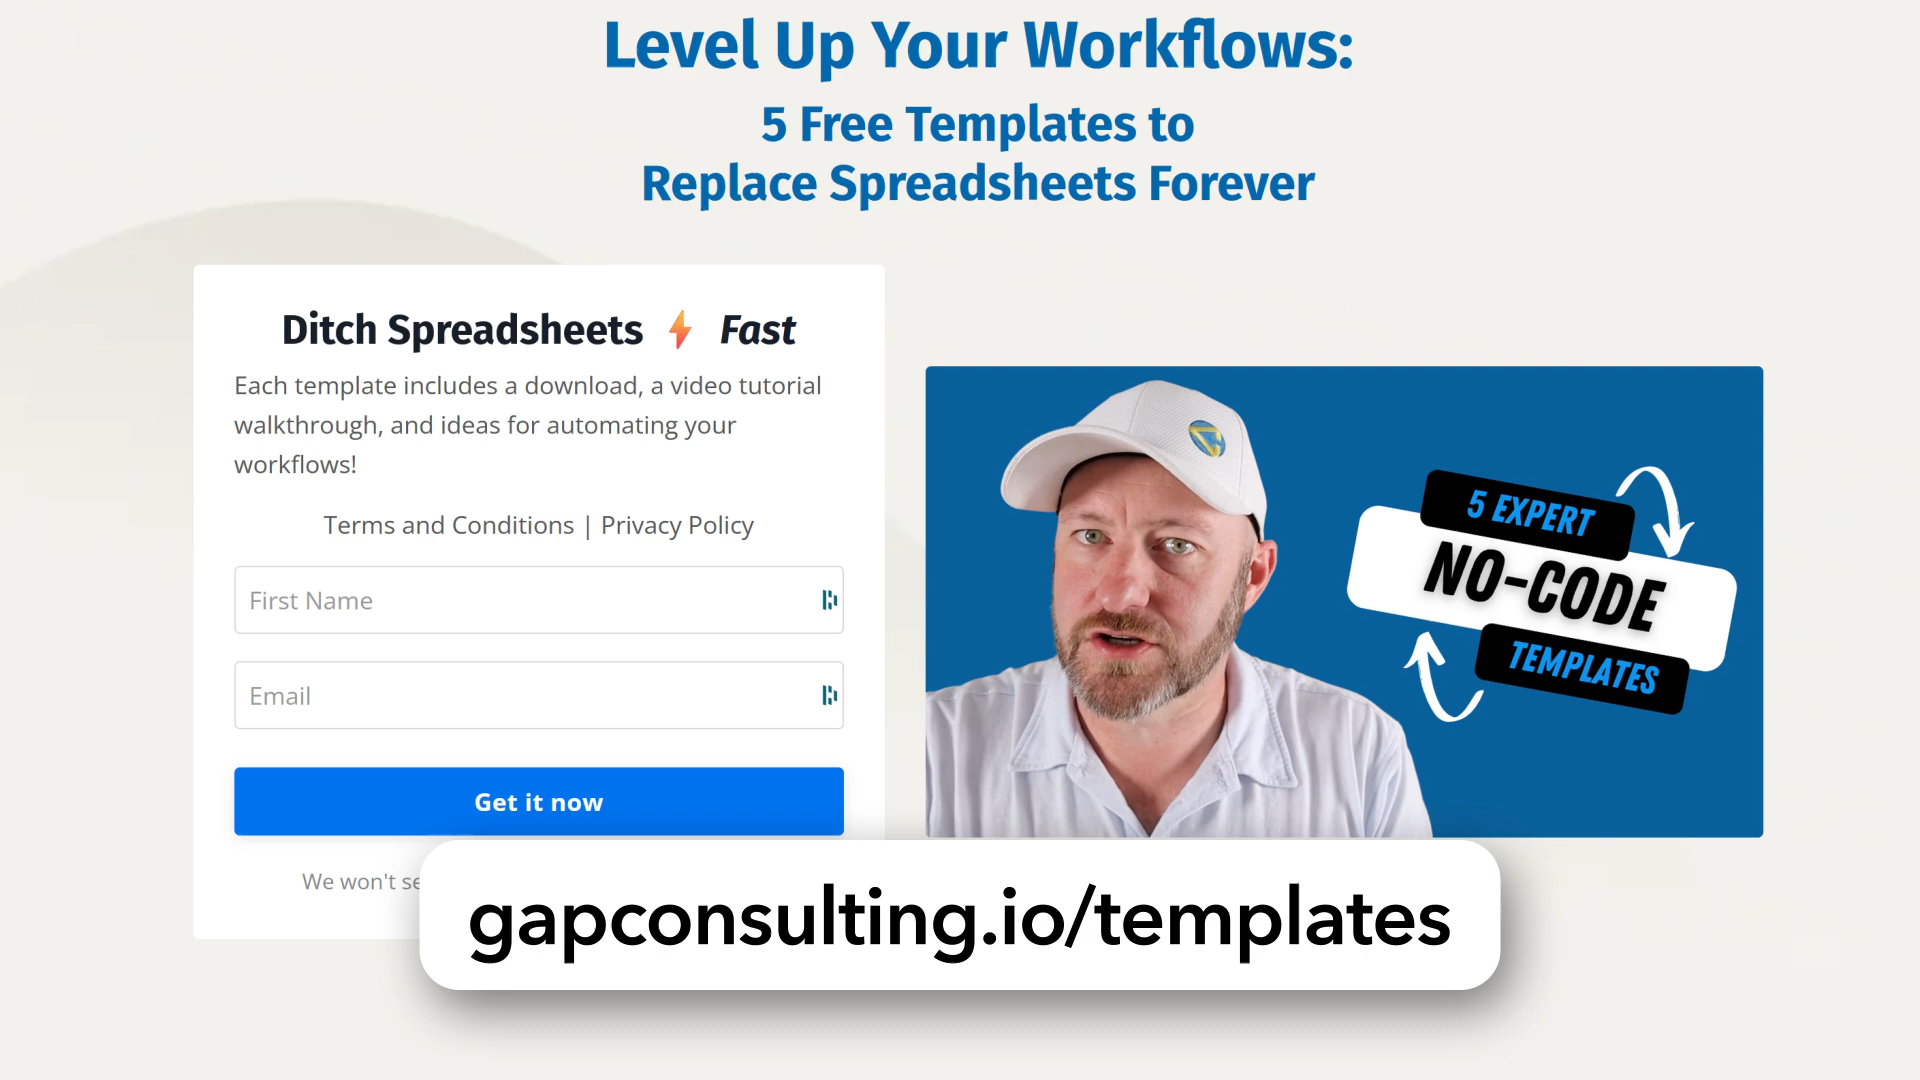 Level Up Your Workflows:
5 Free Templates to
Replace Spreadsheets Forever
Ditch Spreadsheets ⚡ Fast
Each template includes a download, a video tutorial
walkthrough, and ideas for automating your
workflows!
Terms and Conditions | Privacy Policy
First Name
Email
Get it now
We won't
5 EXPERT
NO-CODE
TEMPLATES
gapconsulting.io/templates